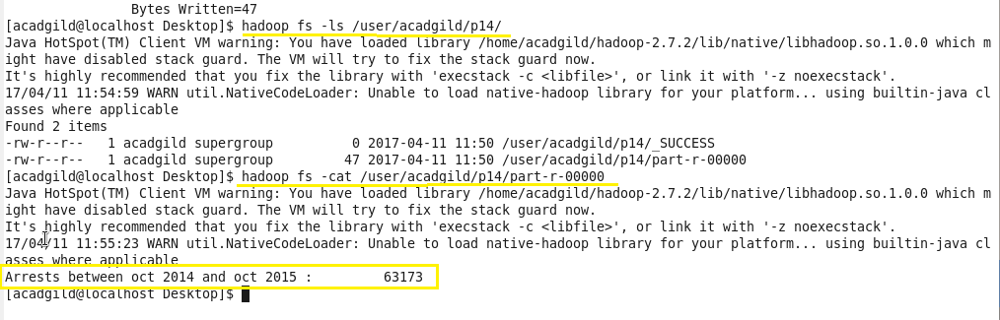 Bytes Written=47
[acadgild@localhost Desktop]$ hadoop fs -ls /user/acadgild/p14/
Java HotSpot(TM) Client VM warning: You have loaded library /home/acadgild/hadoop-2.7.2/lib/native/libhadoop.so.1.0.0 which m
ight have disabled stack guard. The VM will try to fix the stack guard now.
It's highly recommended that you fix the library with 'execstack -c <libfile>', or link it with '-z noexecstack'.
17/04/11 11:54:59 WARN util.NativeCodeLoader: Unable to load native-hadoop library for your platform... using builtin-java cl
asses where applicable
Found 2 items
-rw-r--r--   1 acadgild supergroup          0 2017-04-11 11:50 /user/acadgild/p14/_SUCCESS
-rw-r--r--   1 acadgild supergroup         47 2017-04-11 11:50 /user/acadgild/p14/part-r-00000
[acadgild@localhost Desktop]$ hadoop fs -cat /user/acadgild/p14/part-r-00000
Java HotSpot(TM) Client VM warning: You have loaded library /home/acadgild/hadoop-2.7.2/lib/native/libhadoop.so.1.0.0 which m
ight have disabled stack guard. The VM will try to fix the stack guard now.
It's highly recommended that you fix the library with 'execstack -c <libfile>', or link it with '-z noexecstack'.
17/04/11 11:55:23 WARN util.NativeCodeLoader: Unable to load native-hadoop library for your platform... using builtin-java cl
asses where applicable
Arrests between oct 2014 and oct 2015 :         63173
[acadgild@localhost Desktop]$